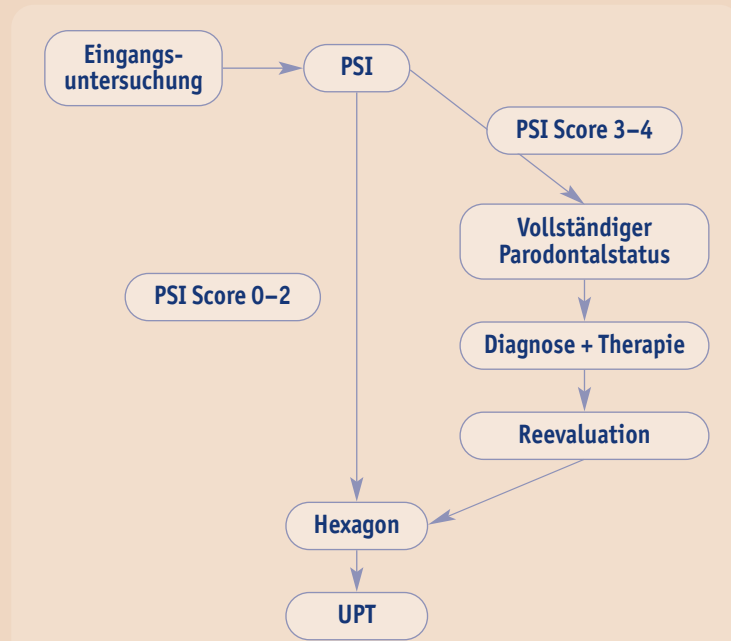 Eingangs-
untersuchung
PSI
PSI Score 3–4
Vollständiger
Parodontalstatus
PSI Score 0–2
Diagnose + Therapie
Reevaluation
Hexagon
UPT